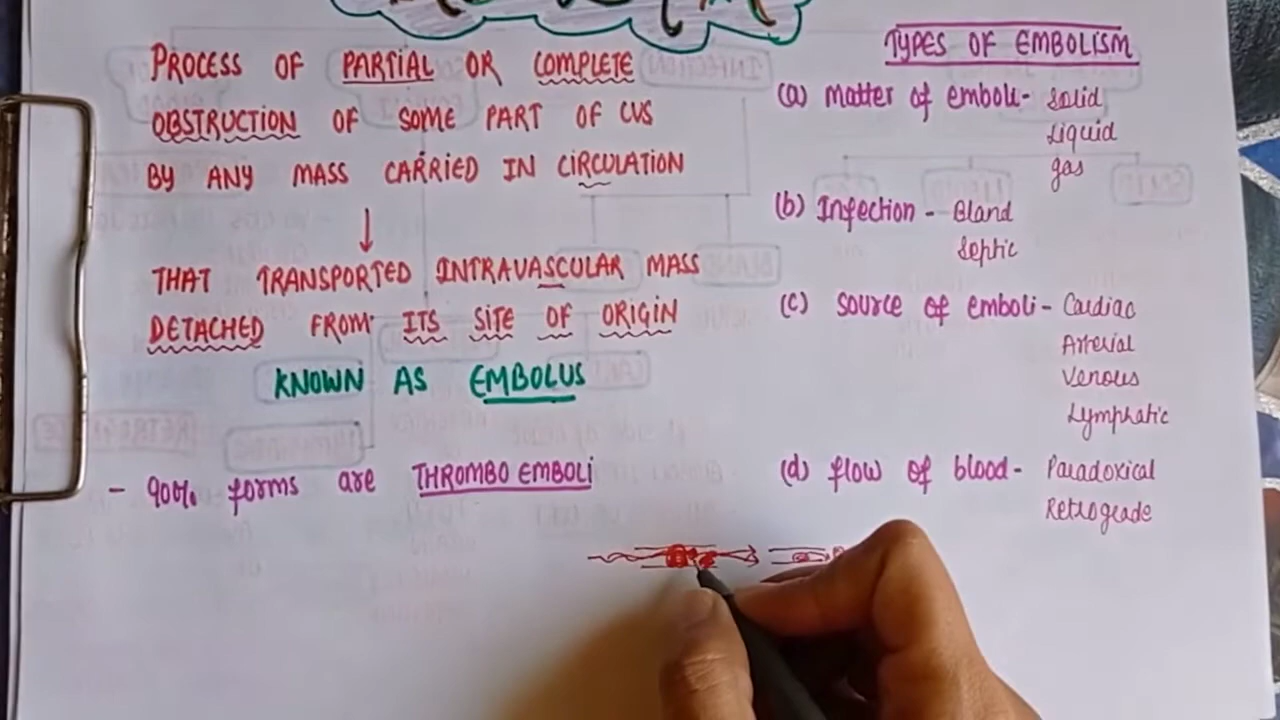 PROCESS OF PARTIAL OR COMPLETE
OBSTRUCTION OF SOME PART OF CVS
BY ANY MASS CARRIED IN CIRCULATION
↓
THAT TRANSPORTED INTRAVASCULAR MASS
DETACHED FROM ITS SITE OF ORIGIN
KNOWN AS EMBOLUS
- 90% forms are THROMBO EMBOLI
TYPES OF EMBOLISM
(a) matter of emboli- Solid
Liquid
gas
(b) Infection - Bland
Septic
(c) source of emboli - Cardiac
Arterial
Venous
Lymphatic
(d) flow of blood - Paradoxical
Retrograde